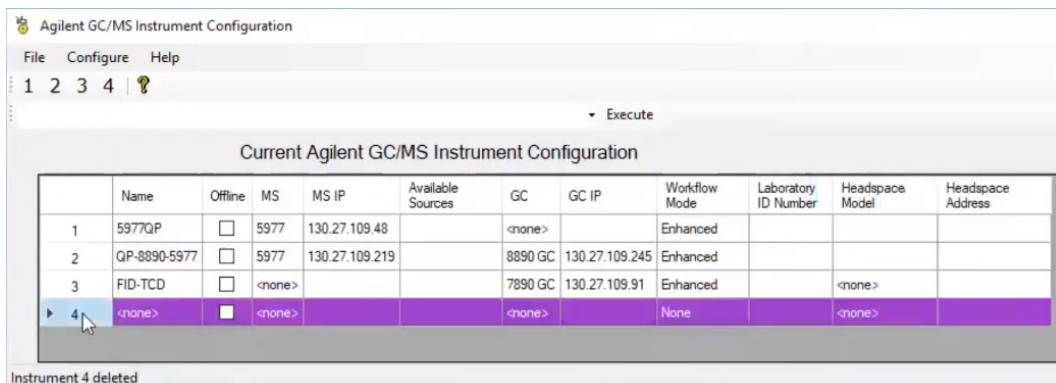 Agilent GC/MS Instrument Configuration
File Configure Help
1 2 3 4 ?
Execute
Current Agilent GC/MS Instrument Configuration
Name Offline MS MS IP Available Sources GC GC IP Workflow Mode Laboratory ID Number Headspace Model Headspace Address
1 5977QP 5977 130.27.109.48 <none> Enhanced
2 QP-8890-5977 5977 130.27.109.219 8890 GC 130.27.109.245 Enhanced
3 FID-TCD <none> 7890 GC 130.27.109.91 Enhanced <none>
4 <none> <none> <none> None <none>
Instrument 4 deleted